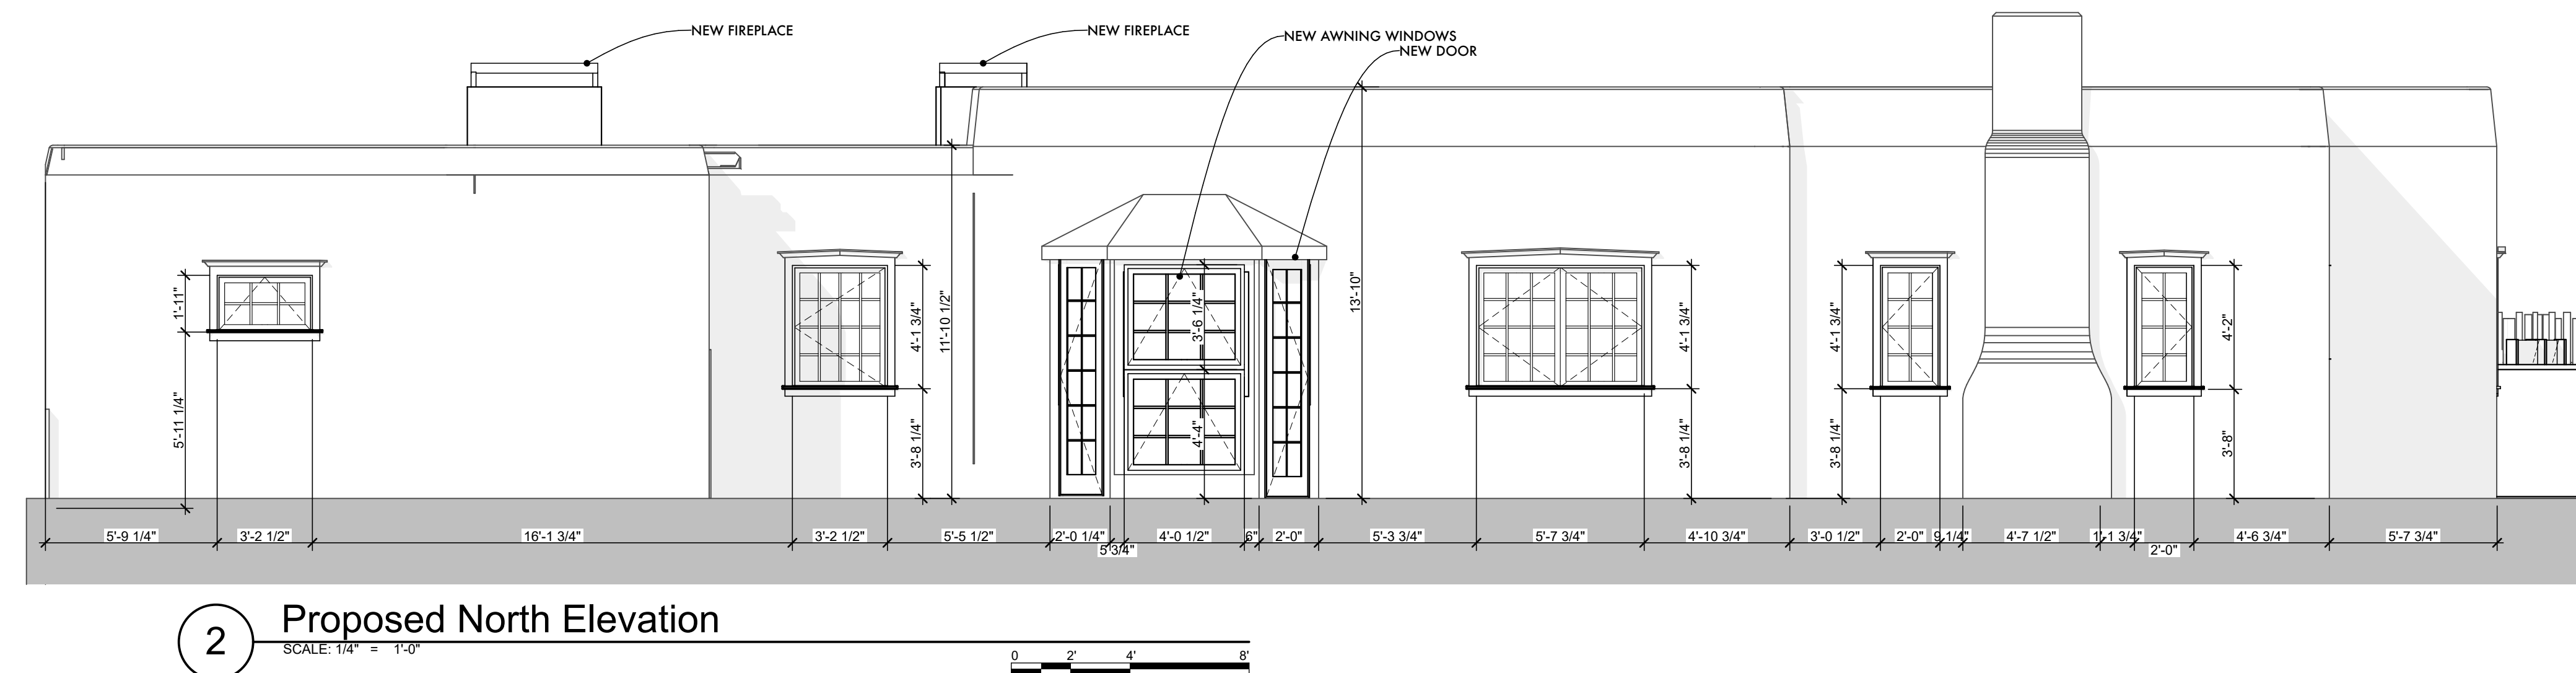 NEW FIREPLACE
NEW FIREPLACE
NEW AWNING WINDOWS
NEW DOOR
1'-11"
5'-11 1/4"
4'-1 3/4"
3'-8 1/4"
11'-10 1/2"
3'-6 1/4"
4'-4"
13'-10"
4'-1 3/4"
3'-8 1/4"
4'-1 3/4"
3'-8 1/4"
4'-2"
3'-8"
5'-9 1/4" 3'-2 1/2" 16'-1 3/4" 3'-2 1/2" 5'-5 1/2" 2'-0 1/4" 4'-0 1/2" 6" 2'-0" 5'-3 3/4" 5'-7 3/4" 4'-10 3/4" 3'-0 1/2" 2'-0" 9 1/4" 4'-7 1/2" 1'-1 3/4" 4'-6 3/4" 5'-7 3/4"
5 3/4" 2'-0"
2 Proposed North Elevation
SCALE: 1/4" = 1'-0"
0 2' 4' 8'